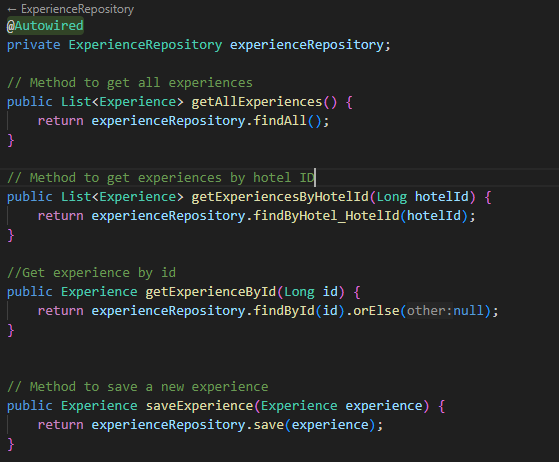 ← ExperienceRepository
@Autowired
private ExperienceRepository experienceRepository;
// Method to get all experiences
public List<Experience> getAllExperiences() {
return experienceRepository.findAll();
}
// Method to get experiences by hotel ID
public List<Experience> getExperiencesByHotelId(Long hotelId) {
return experienceRepository.findByHotel_HotelId(hotelId);
}
//Get experience by id
public Experience getExperienceById(Long id) {
return experienceRepository.findById(id).orElse(other:null);
}
// Method to save a new experience
public Experience saveExperience(Experience experience) {
return experienceRepository.save(experience);
}